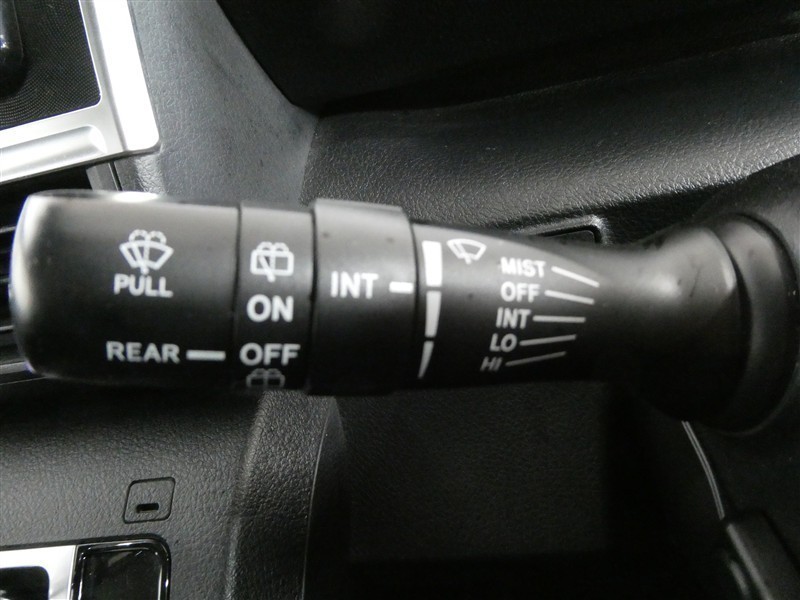 PULL
REAR
ON
OFF
INT
MIST
OFF
INT
LO
HI